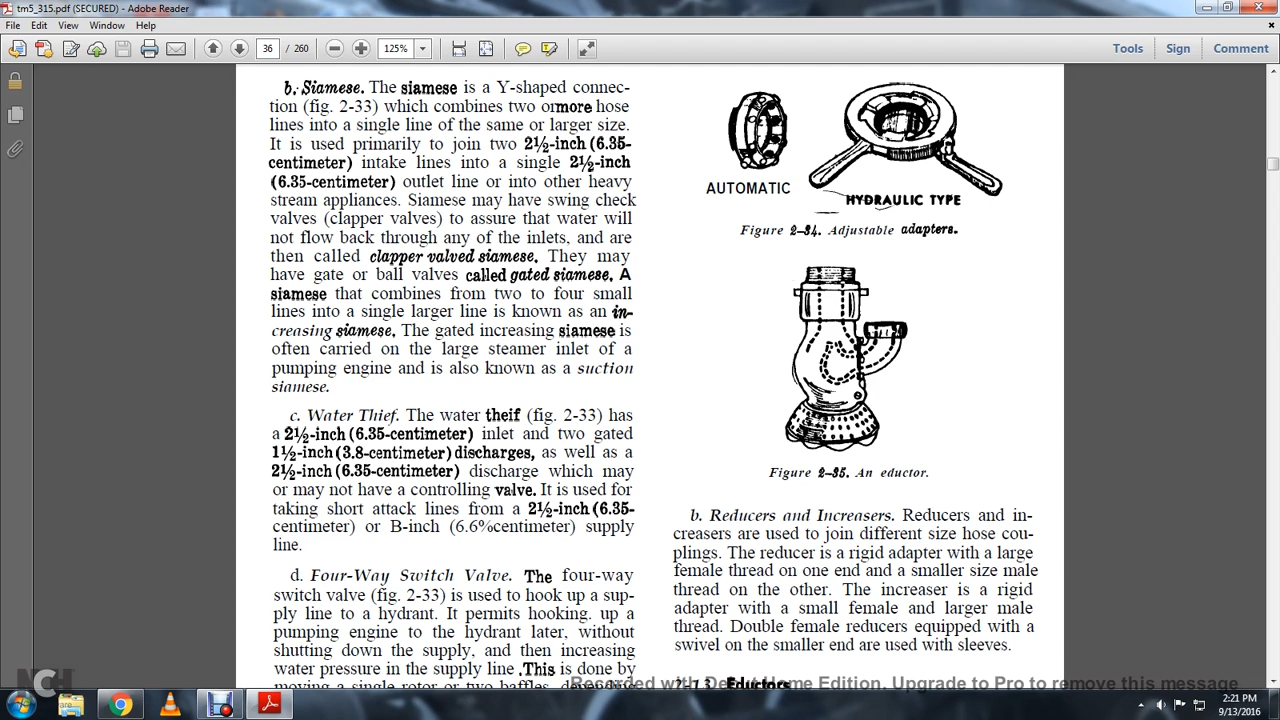 tm5_315.pdf (SECURED) - Adobe Reader
File Edit View Window Help
36 / 260 125% Tools Sign Comment
b. Siamese. The siamese is a Y-shaped connec-
tion (fig. 2-33) which combines two ormore hose
lines into a single line of the same or larger size.
It is used primarily to join two 2½-inch (6.35-
centimeter) intake lines into a single 2½-inch
(6.35-centimeter) outlet line or into other heavy
stream appliances. Siamese may have swing check
valves (clapper valves) to assure that water will
not flow back through any of the inlets, and are
then called clapper valved siamese. They may
have gate or ball valves called gated siamese. A
siamese that combines from two to four small
lines into a single larger line is known as an in-
creasing siamese. The gated increasing siamese is
often carried on the large steamer inlet of a
pumping engine and is also known as a suction
siamese.
c. Water Thief. The water theif (fig. 2-33) has
a 2½-inch (6.35-centimeter) inlet and two gated
1½-inch (3.8-centimeter) discharges, as well as a
2½-inch (6.35-centimeter) discharge which may
or may not have a controlling valve. It is used for
taking short attack lines from a 2½-inch (6.35-
centimeter) or B-inch (6.6%centimeter) supply
line.
d. Four-Way Switch Valve. The four-way
switch valve (fig. 2-33) is used to hook up a sup-
ply line to a hydrant. It permits hooking. up a
pumping engine to the hydrant later, without
shutting down the supply, and then increasing
water pressure in the supply line .This is done by
moving a single rotor or two baffles,
AUTOMATIC
HYDRAULIC TYPE
Figure 2-34. Adjustable adapters.
Figure 2-35. An eductor.
b. Reducers and Increasers. Reducers and in-
creasers are used to join different size hose cou-
plings. The reducer is a rigid adapter with a large
female thread on one end and a smaller size male
thread on the other. The increaser is a rigid
adapter with a small female and larger male
thread. Double female reducers equipped with a
swivel on the smaller end are used with sleeves.
2-13. Eductors
Recorded with Home Edition. Upgrade to Pro to remove this message
NCH
2:21 PM
9/13/2016